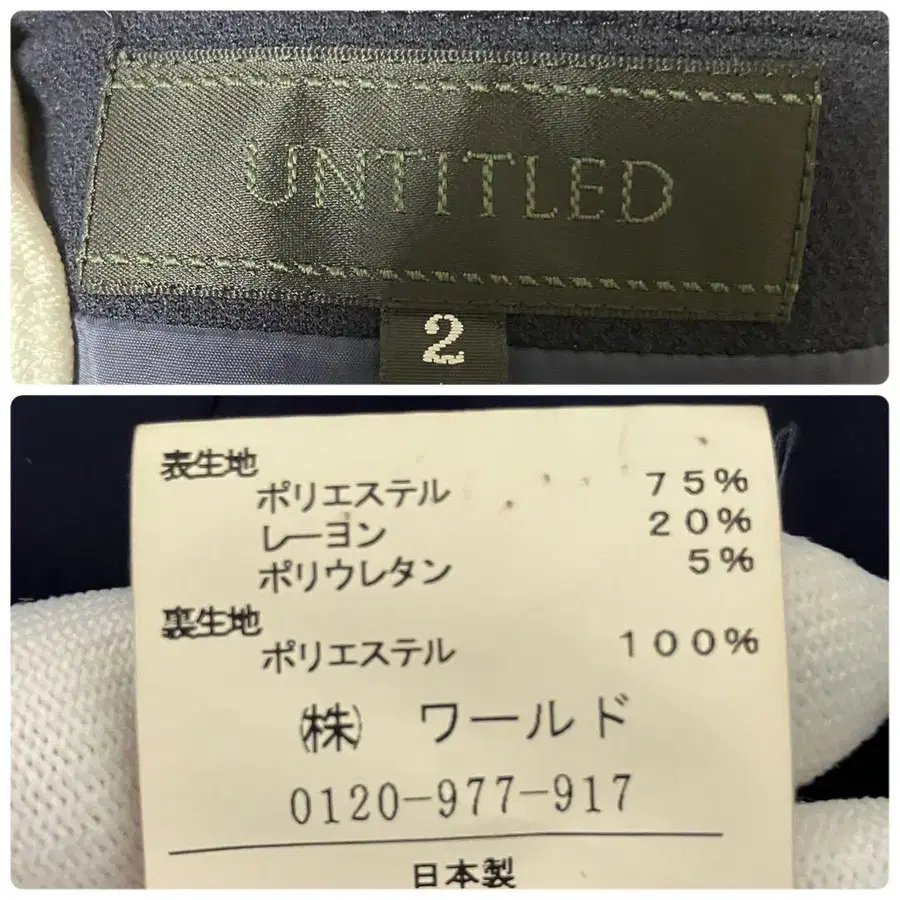 UNTITLED
2
表生地
ポリエステル 75%
レーヨン 20%
ポリウレタン 5%
裏生地
ポリエステル 100%
㈱ ワールド
0120-977-917
日本製